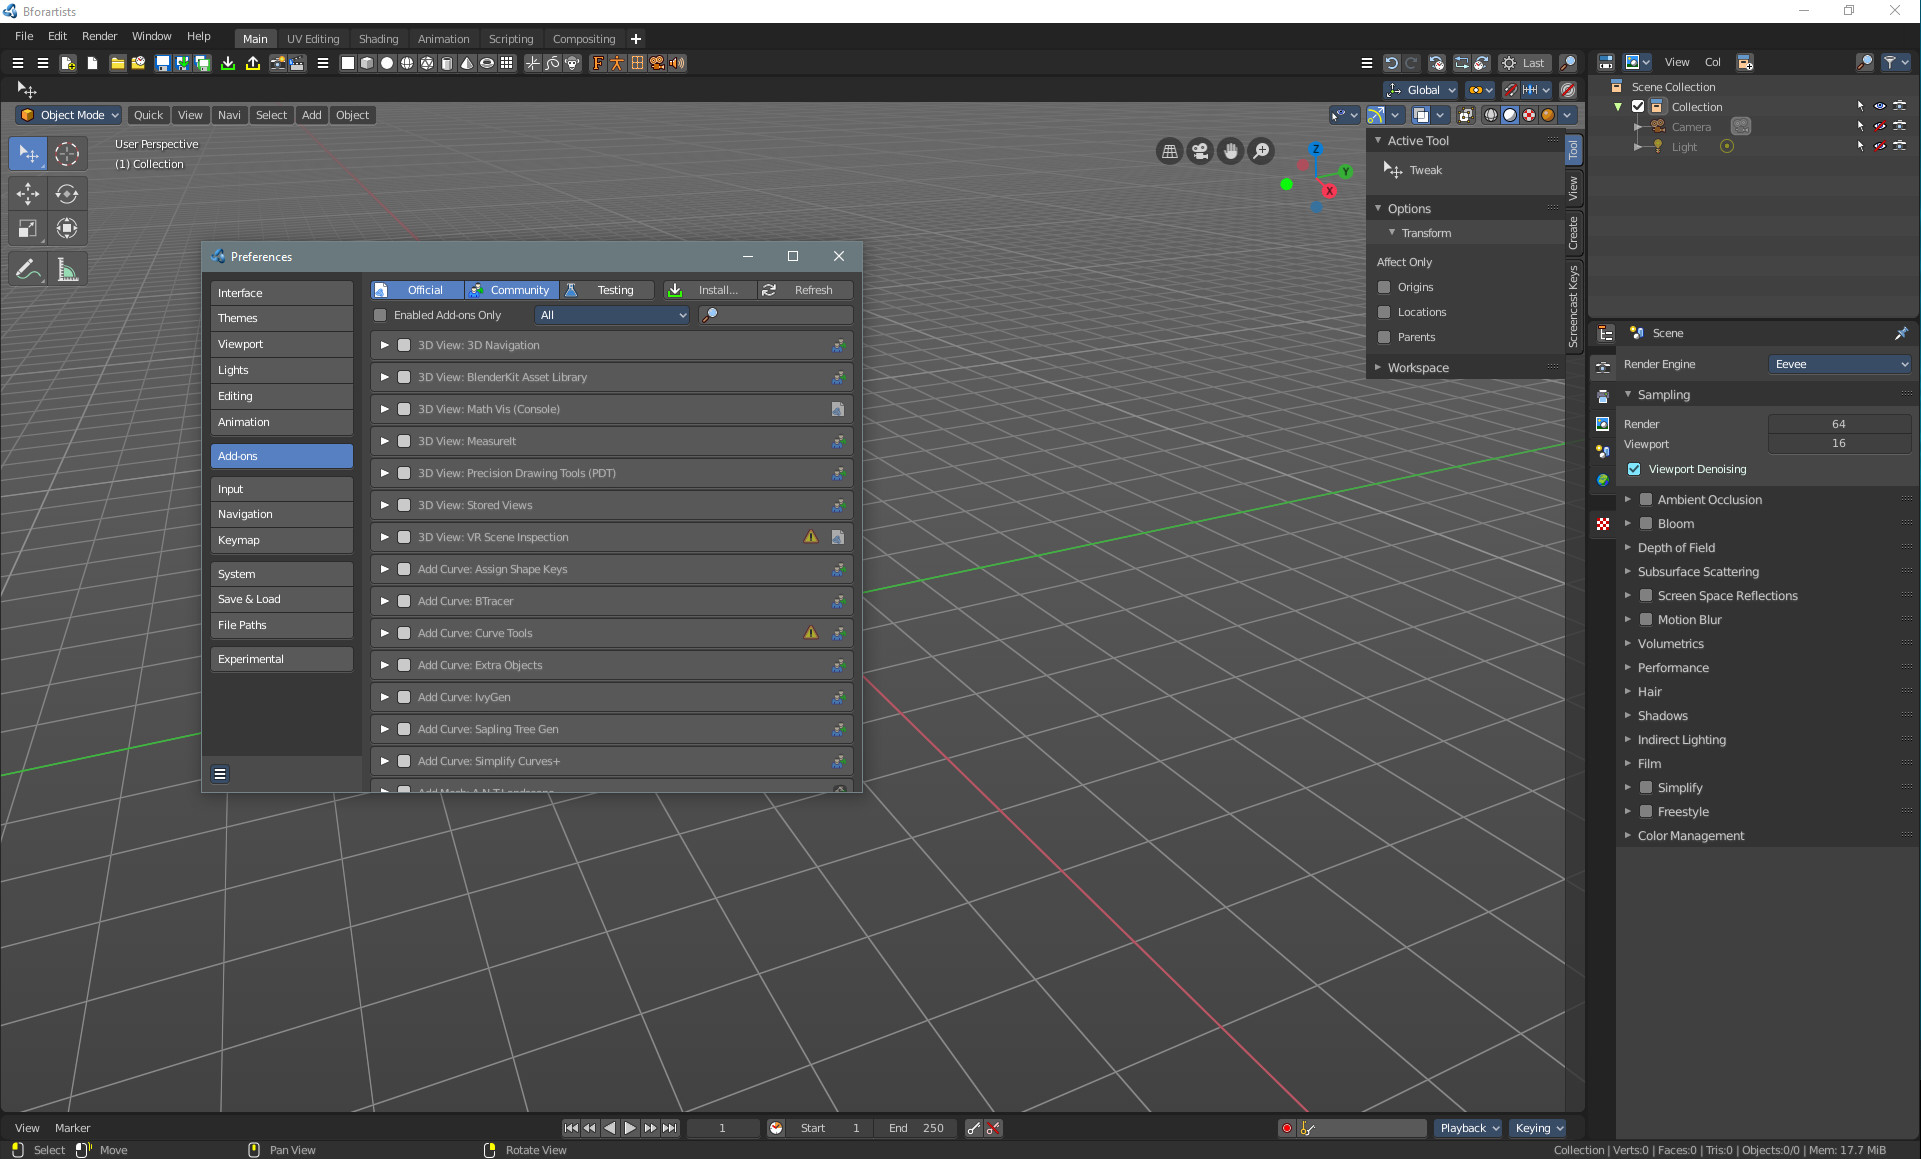 Bforartists
File Edit Render Window Help Main UV Editing Shading Animation Scripting Compositing +
Last
View Col
Global
Object Mode Quick View Navi Select Add Object
User Perspective
(1) Collection
Z
Y
X
Active Tool
Tweak
Options
Transform
Affect Only
Origins
Locations
Parents
Workspace
Tool
View
Create
Screencast Keys
Scene Collection
Collection
Camera
Light
Preferences
Interface
Themes
Viewport
Lights
Editing
Animation
Add-ons
Input
Navigation
Keymap
System
Save & Load
File Paths
Experimental
Official Community Testing Install... Refresh
Enabled Add-ons Only All
3D View: 3D Navigation
3D View: BlenderKit Asset Library
3D View: Math Vis (Console)
3D View: MeasureIt
3D View: Precision Drawing Tools (PDT)
3D View: Stored Views
3D View: VR Scene Inspection
Add Curve: Assign Shape Keys
Add Curve: BTracer
Add Curve: Curve Tools
Add Curve: Extra Objects
Add Curve: IvyGen
Add Curve: Sapling Tree Gen
Add Curve: Simplify Curves+
Add Mesh: A.N.T.Landscape
Scene
Render Engine Eevee
Sampling
Render 64
Viewport 16
Viewport Denoising
Ambient Occlusion
Bloom
Depth of Field
Subsurface Scattering
Screen Space Reflections
Motion Blur
Volumetrics
Performance
Hair
Shadows
Indirect Lighting
Film
Simplify
Freestyle
Color Management
View Marker 1 Start 1 End 250 Playback Keying
Select Move Pan View Rotate View Collection | Verts:0 | Faces:0 | Tris:0 | Objects:0/0 | Mem: 17.7 MiB